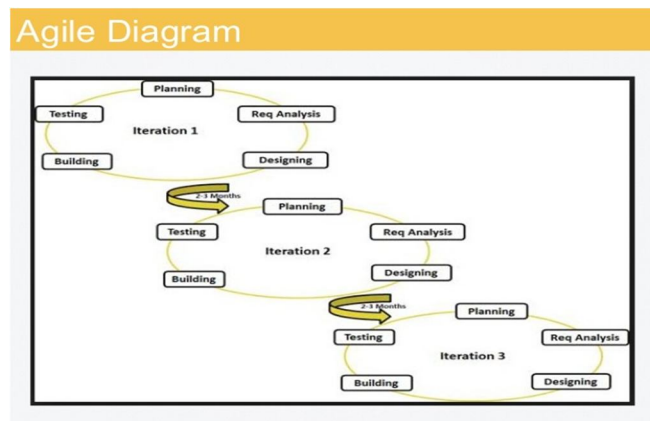 Agile Diagram
Planning
Testing
Req Analysis
Iteration 1
Building
Designing
2-3 Months
Planning
Testing
Req Analysis
Iteration 2
Building
Designing
2-3 Months
Planning
Testing
Req Analysis
Iteration 3
Building
Designing